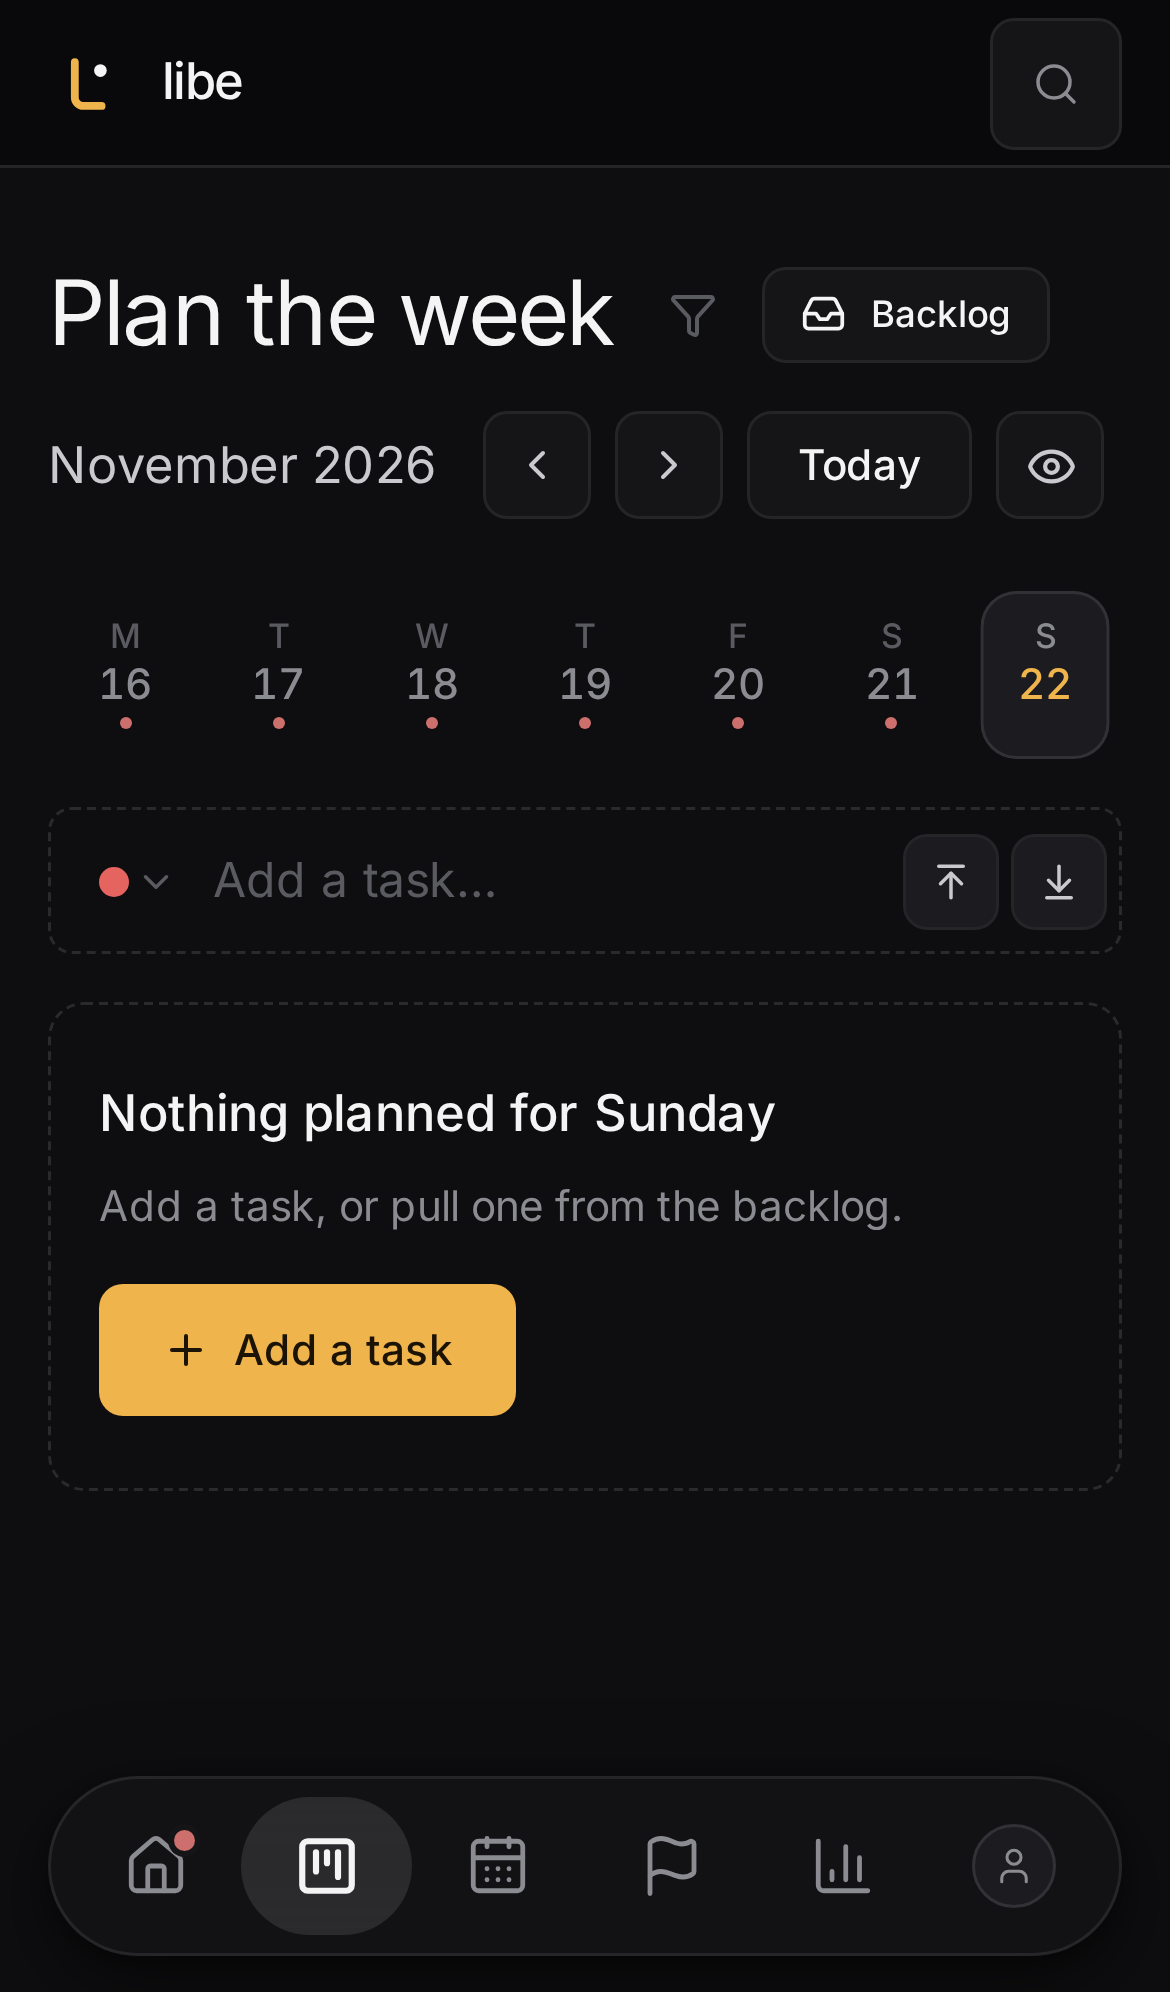 libe
Plan the week
Backlog
November 2026
Today
M T W T F S S
16 17 18 19 20 21 22
Add a task...
Nothing planned for Sunday
Add a task, or pull one from the backlog.
Add a task